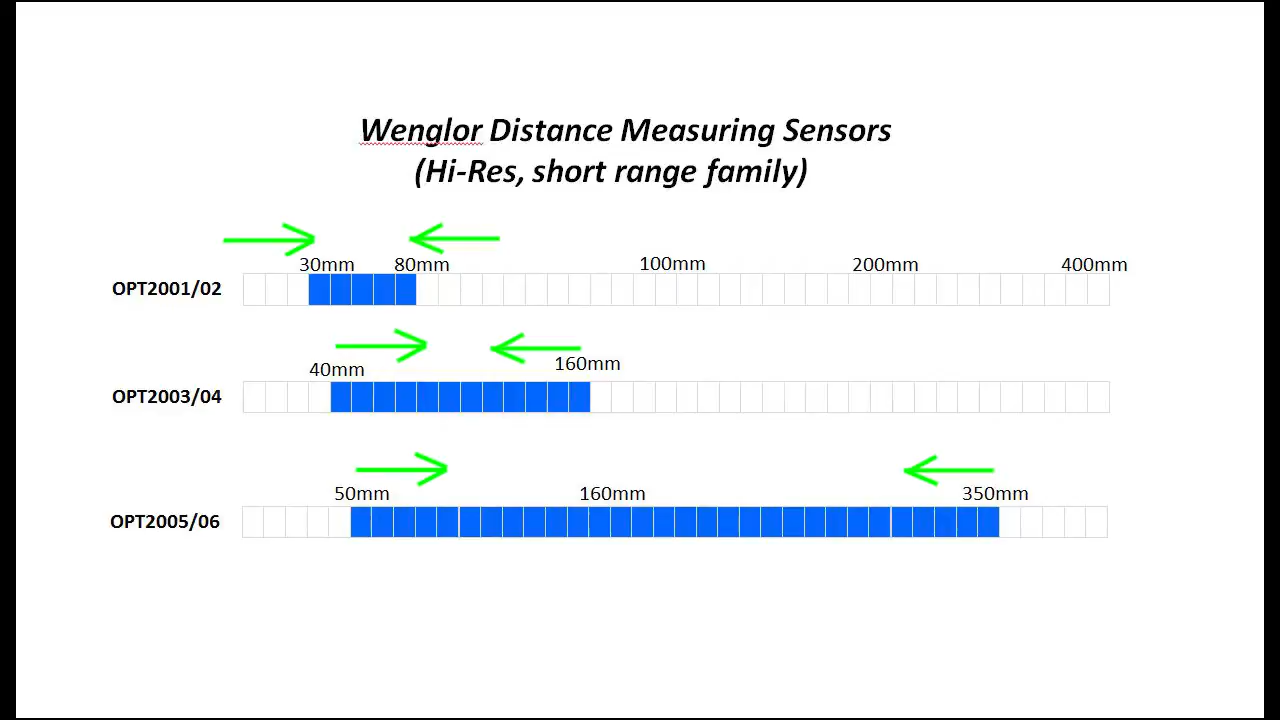 Wenglor Distance Measuring Sensors
(Hi-Res, short range family)
30mm 80mm 100mm 200mm 400mm
OPT2001/02
40mm 160mm
OPT2003/04
50mm 160mm 350mm
OPT2005/06